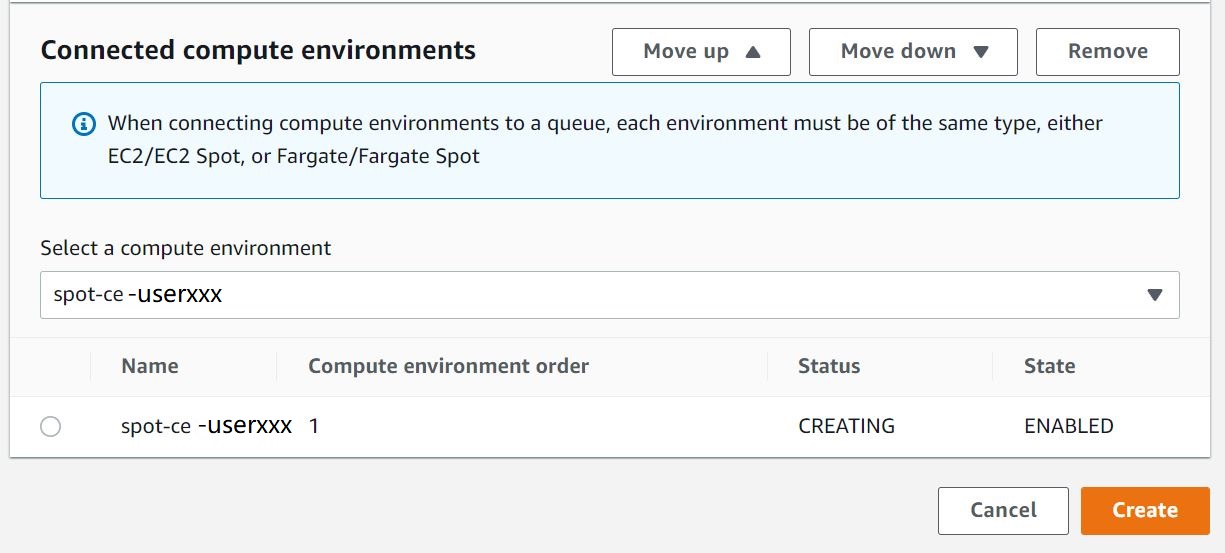 Connected compute environments Move up Move down Remove
When connecting compute environments to a queue, each environment must be of the same type, either
EC2/EC2 Spot, or Fargate/Fargate Spot
Select a compute environment
spot-ce -userxxx
Name Compute environment order Status State
spot-ce -userxxx 1 CREATING ENABLED
Cancel Create